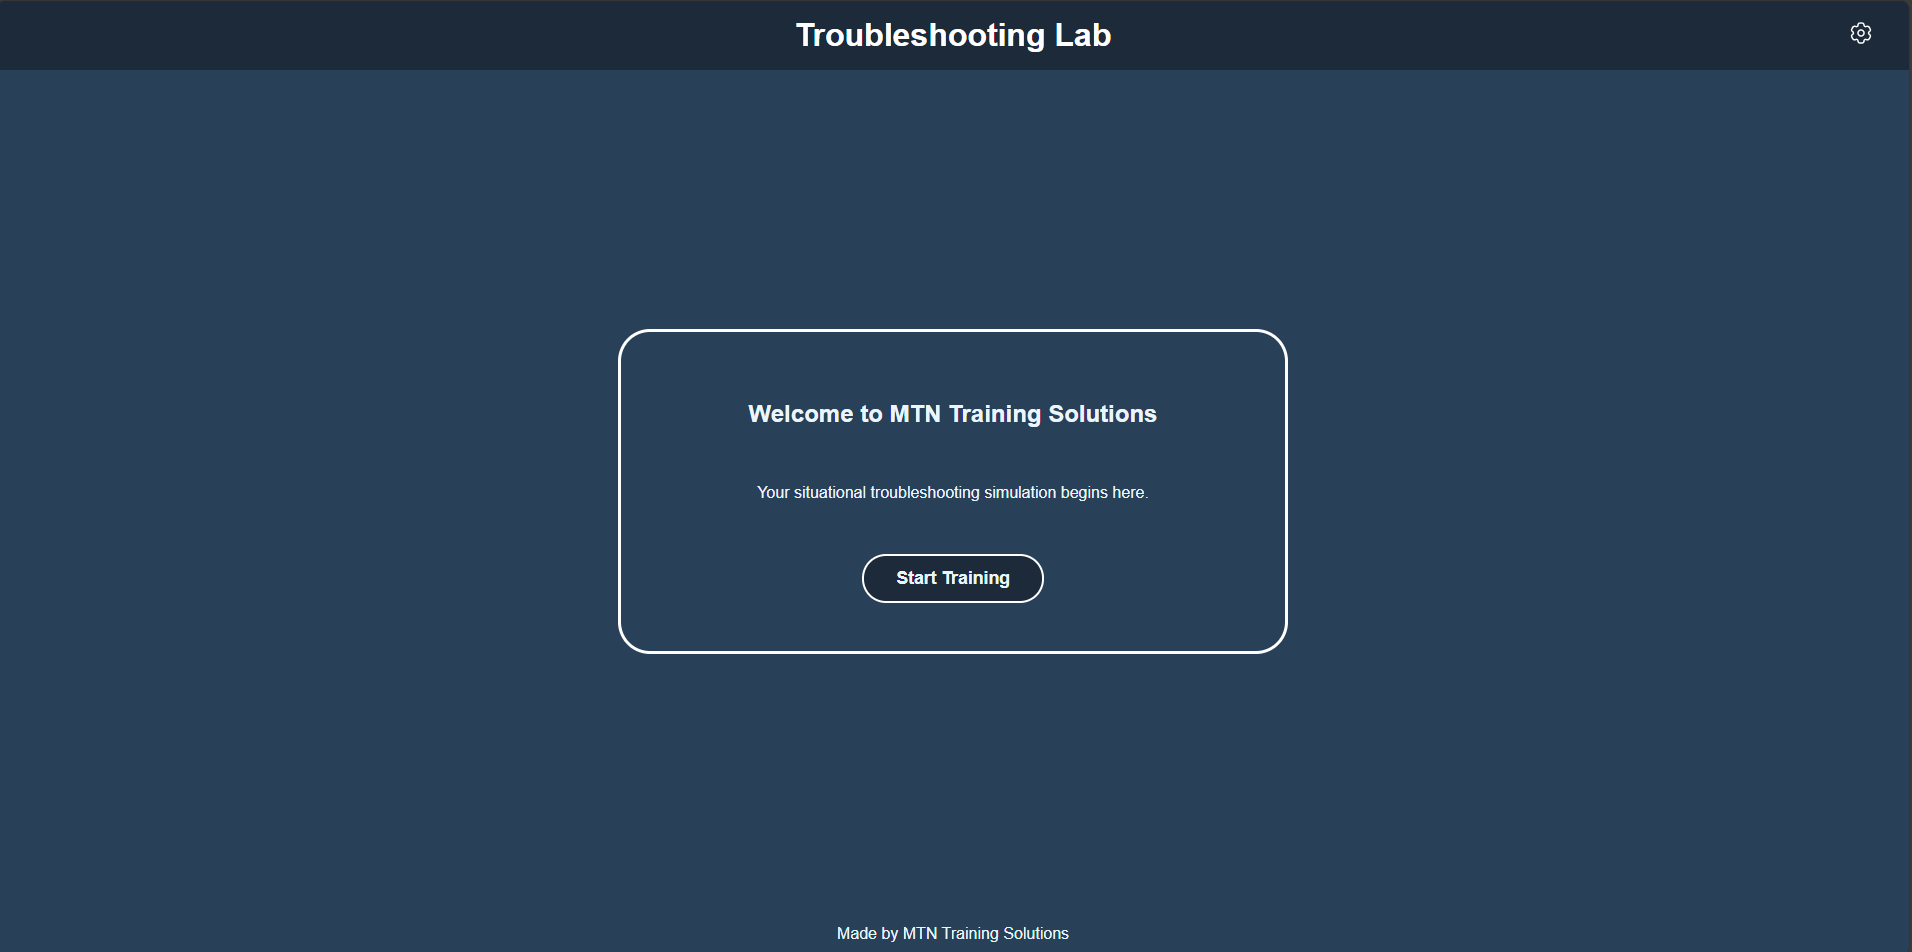 Troubleshooting Lab
Welcome to MTN Training Solutions
Your situational troubleshooting simulation begins here.
Start Training
Made by MTN Training Solutions